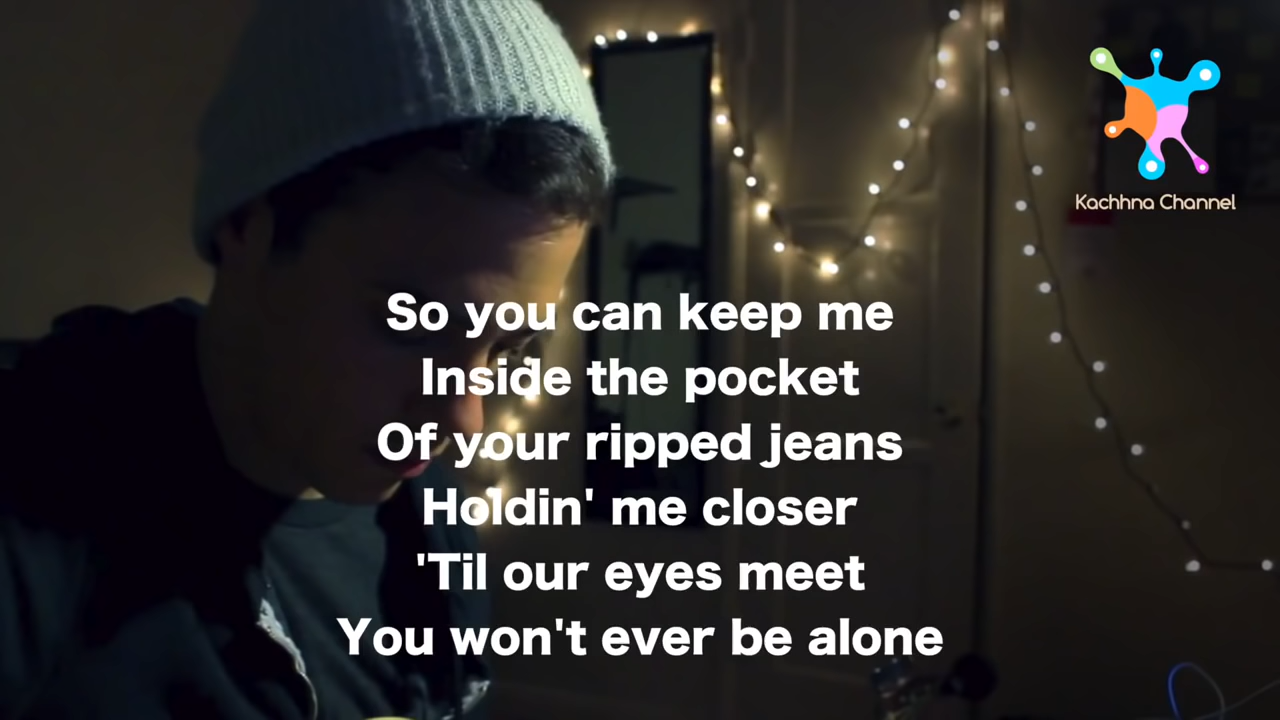 Kachhna Channel
So you can keep me
Inside the pocket
Of your ripped jeans
Holdin' me closer
'Til our eyes meet
You won't ever be alone